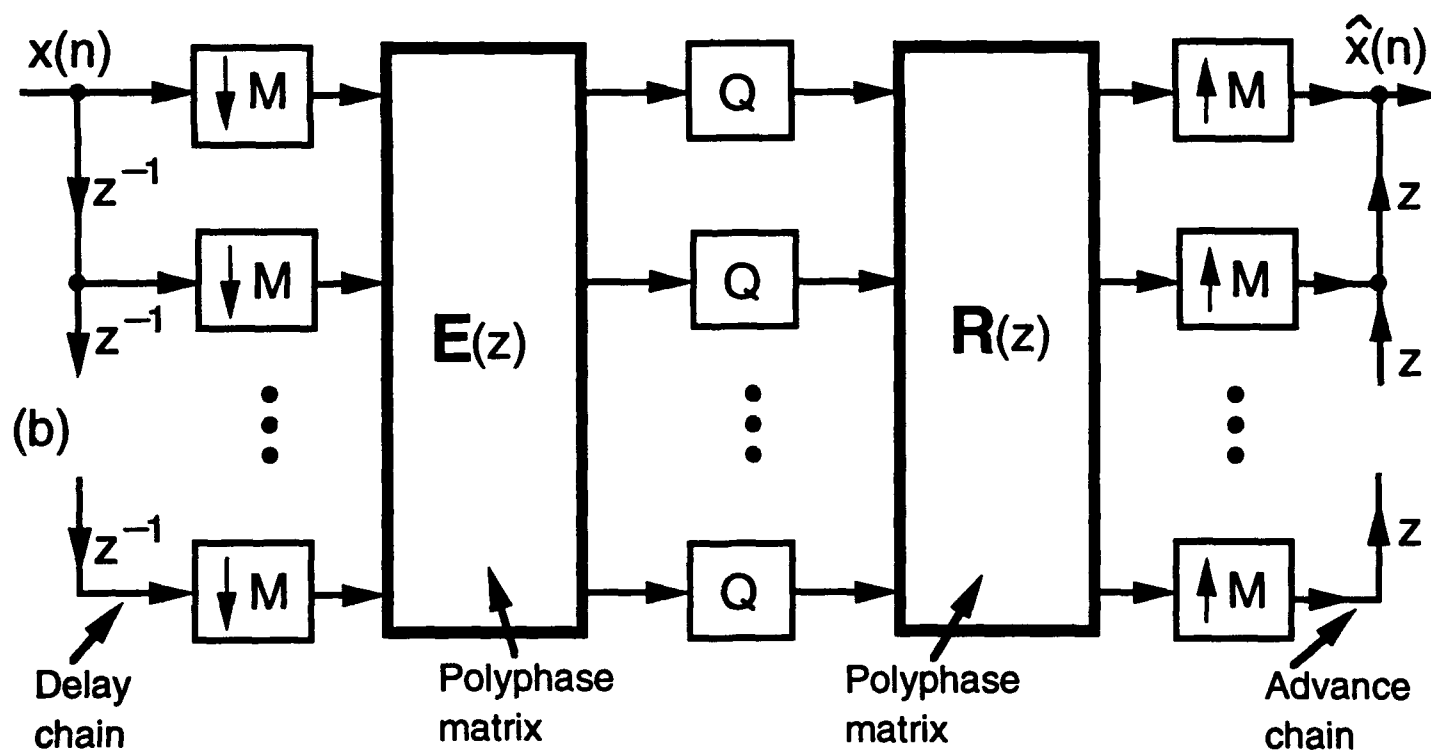 x(n) ↓M Q ↑M x̂(n)
z⁻¹ z
↓M Q ↑M
z⁻¹ E(z) R(z) z
(b)
z⁻¹ z
↓M Q ↑M
Delay chain
Polyphase matrix
Polyphase matrix
Advance chain